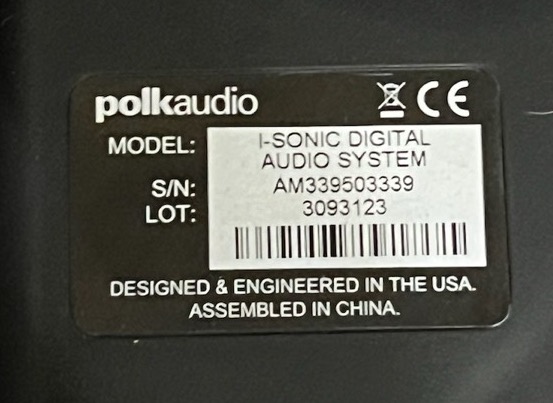 polkaudio CE
MODEL: I-SONIC DIGITAL
AUDIO SYSTEM
S/N: AM339503339
LOT: 3093123
DESIGNED & ENGINEERED IN THE USA.
ASSEMBLED IN CHINA.